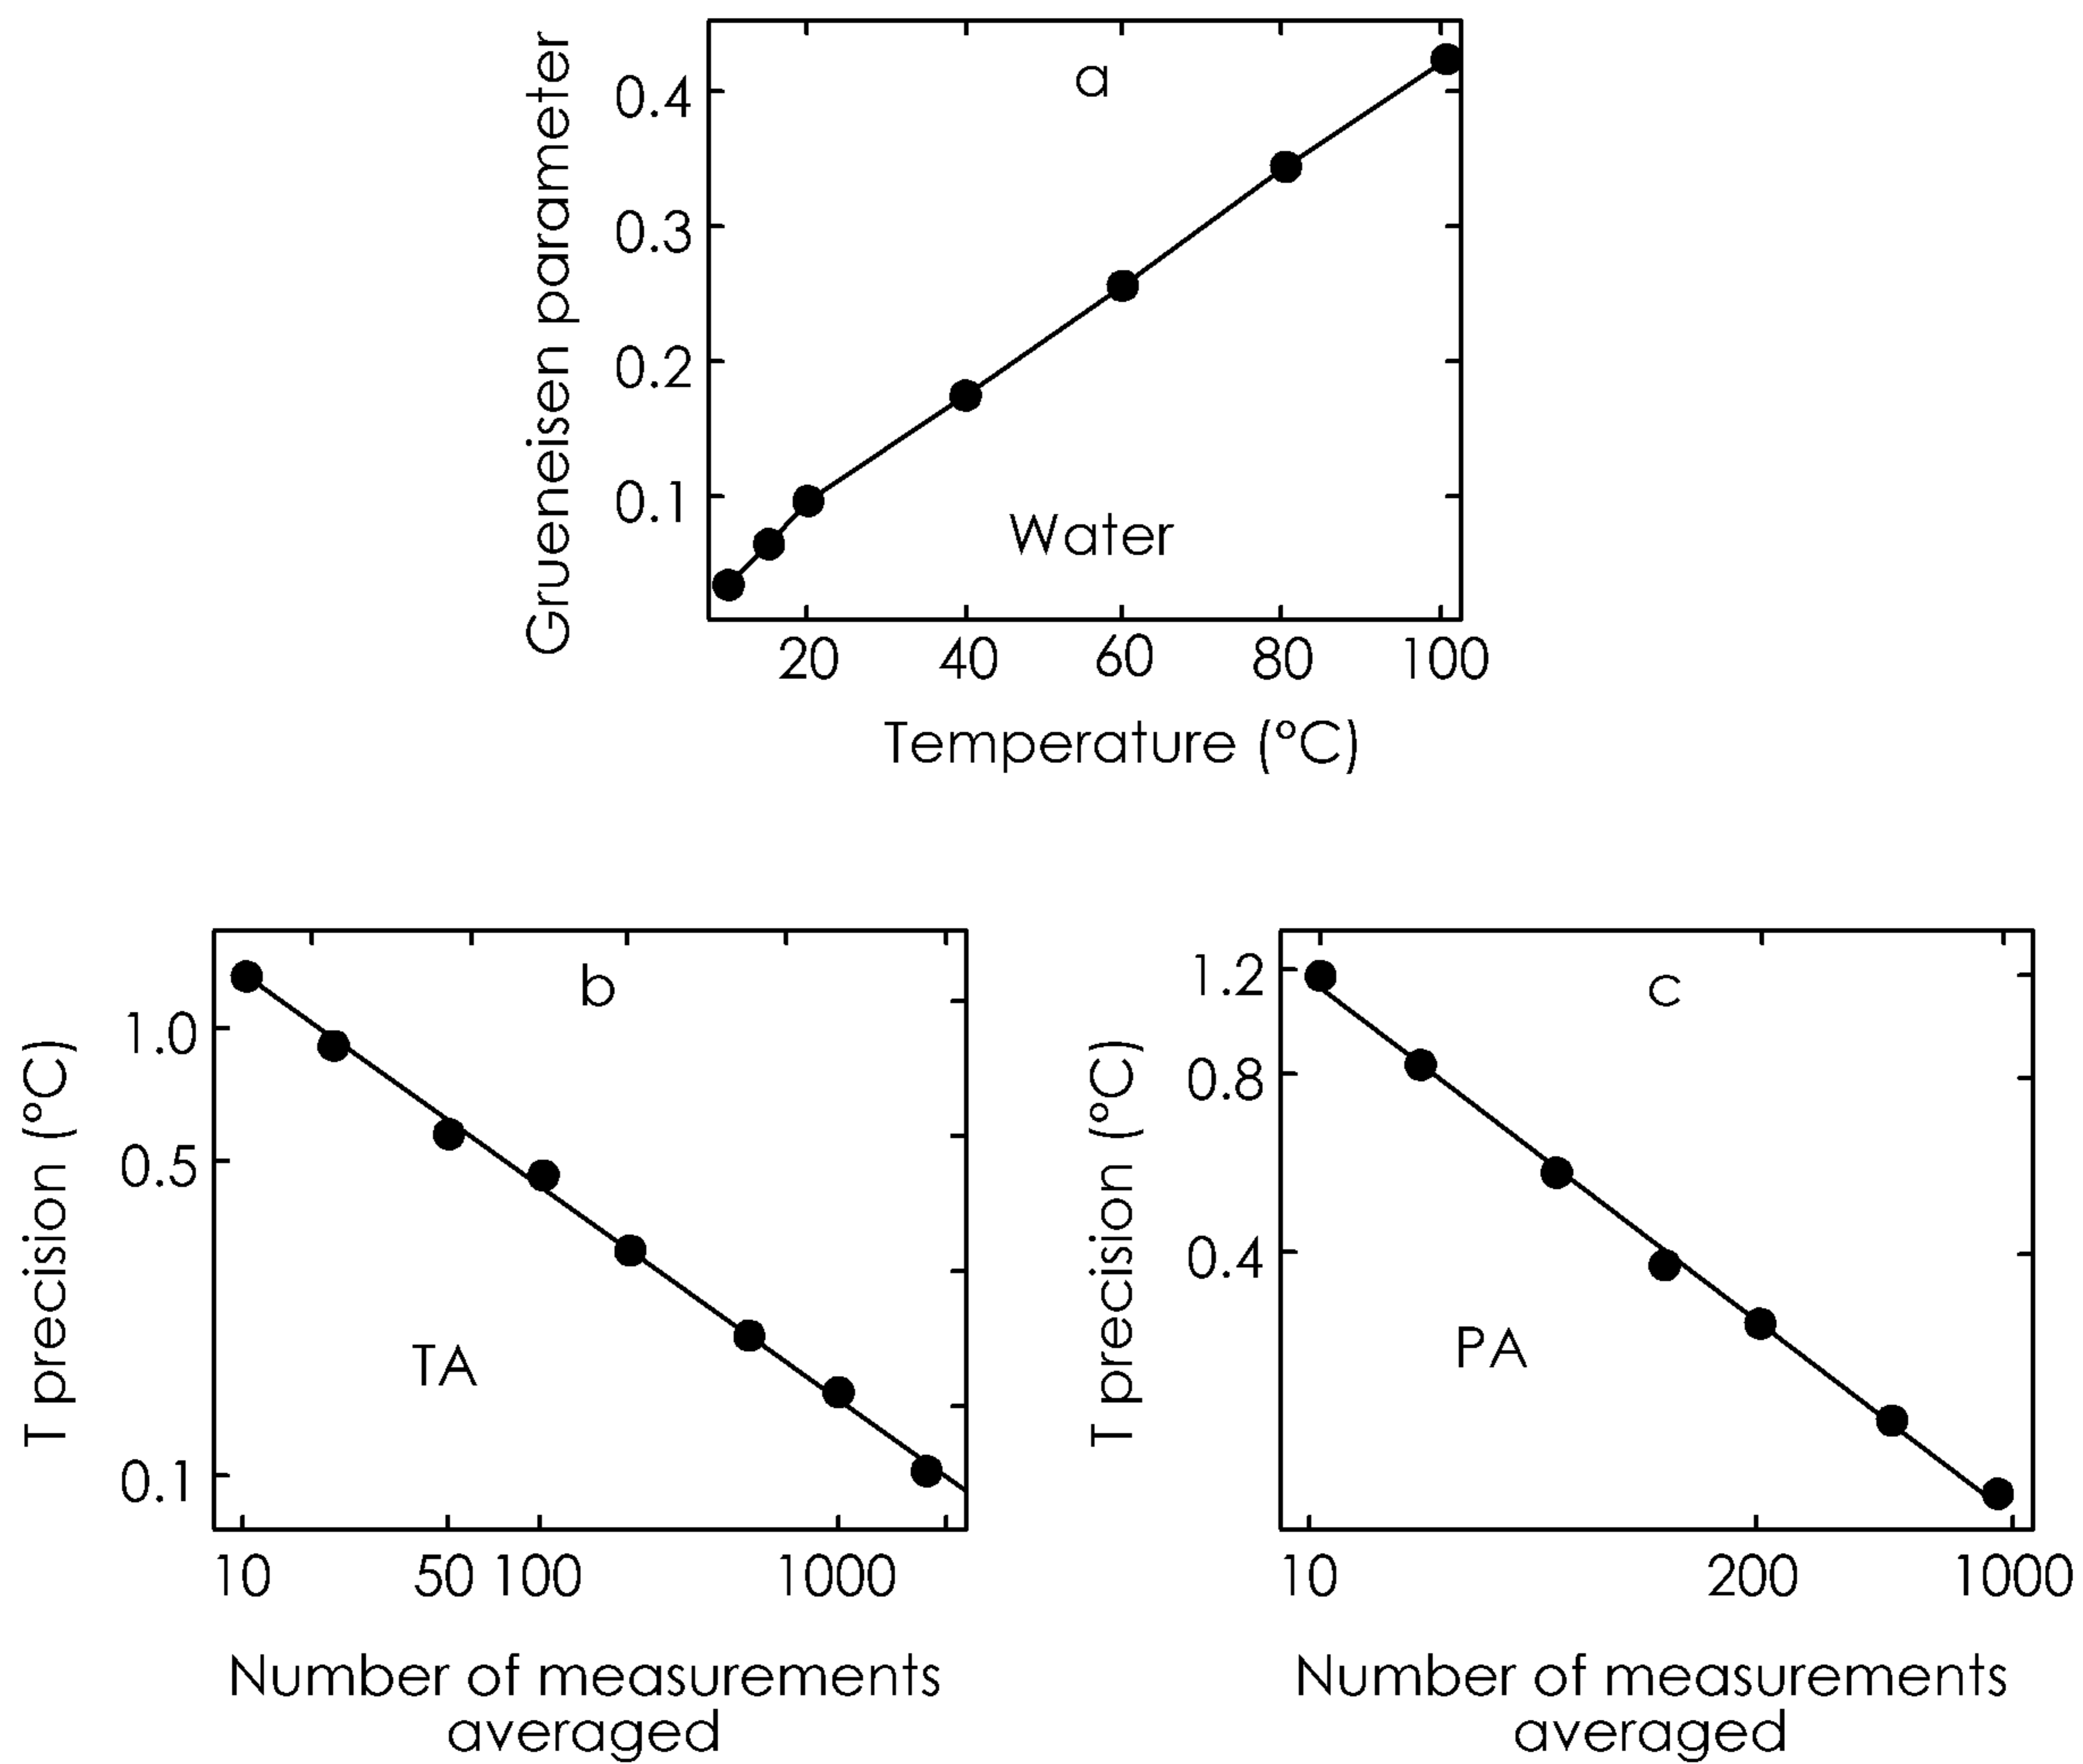 a
Grueneisen parameter
0.4
0.3
0.2
0.1
Water
20 40 60 80 100
Temperature (°C)
b
T precision (°C)
1.0
0.5
0.1
TA
10 50 100 1000
Number of measurements
averaged
c
T precision (°C)
1.2
0.8
0.4
PA
10 200 1000
Number of measurements
averaged